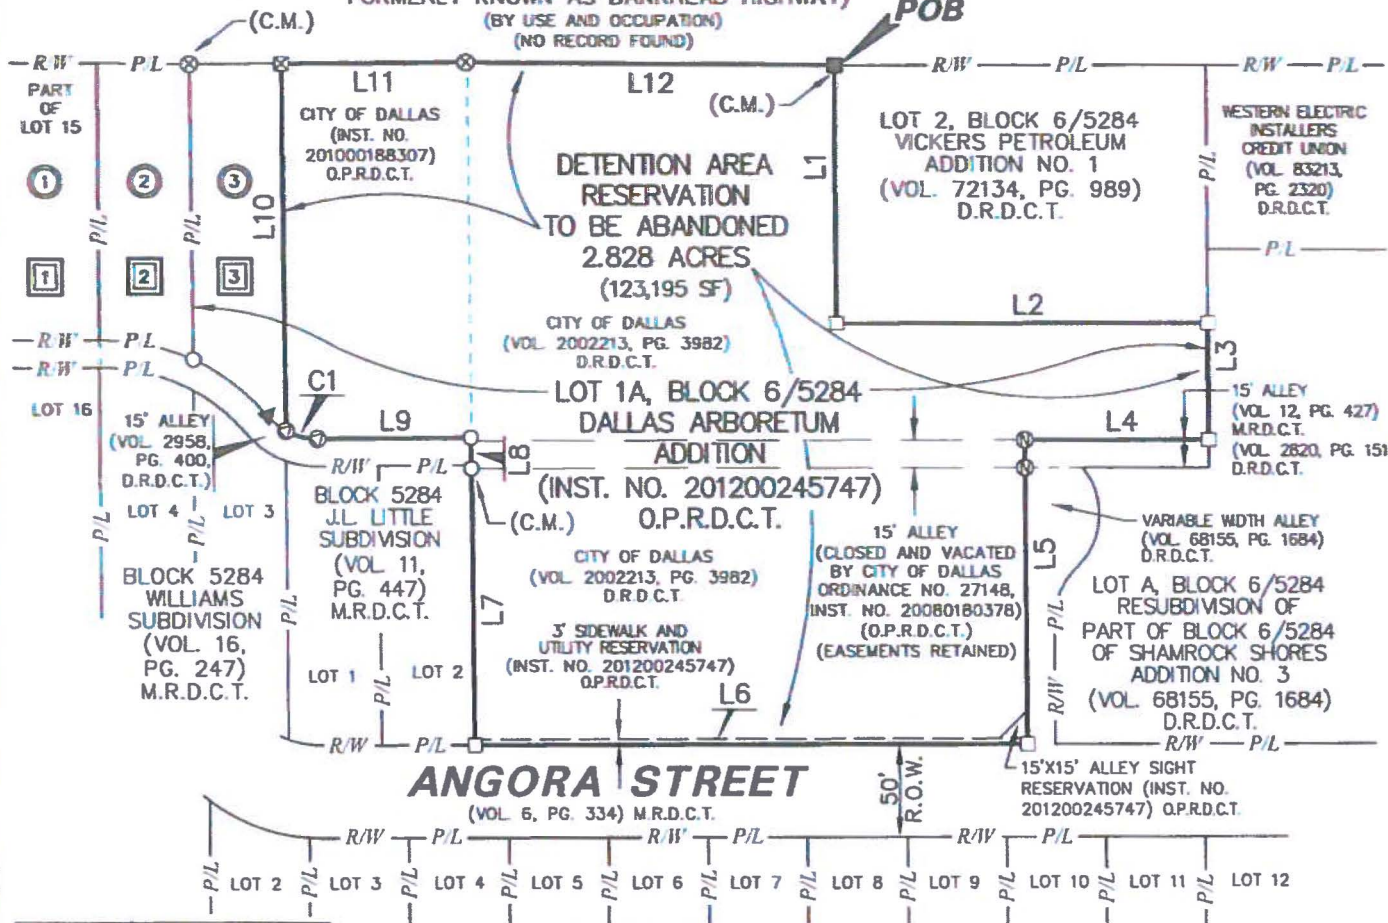 FORMERLY KNOWN AS BANKHEAD HIGHWAY)
(BY USE AND OCCUPATION)
(NO RECORD FOUND)
(C.M.)
POB
R/W
P/L
L11
L12
(C.M.)
R/W
P/L
R/W
P/L
PART
OF
LOT 15
CITY OF DALLAS
(INST. NO.
201000188307)
O.P.R.D.C.T.
LOT 2, BLOCK 6/5284
VICKERS PETROLEUM
ADDITION NO. 1
(VOL. 72134, PG. 989)
D.R.D.C.T.
WESTERN ELECTRIC
INSTALLERS
CREDIT UNION
(VOL 83213,
PG. 2320)
D.R.D.C.T.
P/L
P/L
1
2
3
P/L
P/L
L10
L1
DETENTION AREA
RESERVATION
TO BE ABANDONED
2.828 ACRES
(123,195 SF)
1
2
3
L2
L3
CITY OF DALLAS
(VOL. 2002213, PG. 3982)
D.R.D.C.T.
R/W
P/L
R/W
P/L
LOT 16
C1
L9
15' ALLEY
(VOL. 2958,
PG. 400,
D.R.D.C.T.)
LOT 1A, BLOCK 6/5284
DALLAS ARBORETUM
ADDITION
(INST. NO. 201200245747)
O.P.R.D.C.T.
L4
15' ALLEY
(VOL. 12, PG. 427)
M.R.D.C.T.
(VOL. 2820, PG. 151
D.R.D.C.T.
R/W
P/L
L8
(C.M.)
P/L
LOT 4
P/L
LOT 3
BLOCK 5284
J.L. LITTLE
SUBDIVISION
(VOL. 11,
PG. 447)
M.R.D.C.T.
15' ALLEY
(CLOSED AND VACATED
BY CITY OF DALLAS
ORDINANCE NO. 27148,
INST. NO. 20080180378)
(O.P.R.D.C.T.)
(EASEMENTS RETAINED)
VARIABLE WIDTH ALLEY
(VOL. 68155, PG. 1684)
D.R.D.C.T.
BLOCK 5284
WILLIAMS
SUBDIVISION
(VOL. 16,
PG. 247)
M.R.D.C.T.
CITY OF DALLAS
(VOL. 2002213, PG. 3982)
D.R.D.C.T.
L5
L7
P/L
LOT A, BLOCK 6/5284
RESUBDIVISION OF
PART OF BLOCK 6/5284
OF SHAMROCK SHORES
ADDITION NO. 3
(VOL. 68155, PG. 1684)
D.R.D.C.T.
3' SIDEWALK AND
UTILITY RESERVATION
(INST. NO. 201200245747)
O.P.R.D.C.T.
P/L
R/W
LOT 1
P/L
LOT 2
L6
R/W
P/L
R/W
P/L
ANGORA STREET
(VOL. 6, PG. 334) M.R.D.C.T.
50'
R.O.W.
15'X15' ALLEY SIGHT
RESERVATION (INST. NO.
201200245747) O.P.R.D.C.T.
R/W
P/L
R/W
P/L
R/W
P/L
P/L
LOT 2
P/L
LOT 3
P/L
LOT 4
P/L
LOT 5
P/L
LOT 6
P/L
LOT 7
P/L
LOT 8
P/L
LOT 9
P/L
LOT 10
P/L
LOT 11
P/L
LOT 12